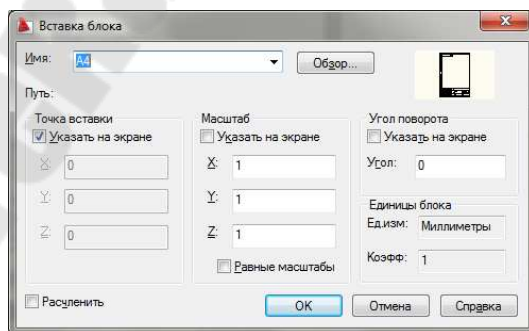 Вставка блока
Имя: A4 Обзор...
Путь:
Точка вставки Масштаб Угол поворота
Указать на экране Указать на экране Указать на экране
X: 0 X: 1 Угол: 0
Y: 0 Y: 1 Единицы блока
Z: 0 Z: 1 Ед.изм: Миллиметры
Равные масштабы Коэфф: 1
Расчленить OK Отмена Справка